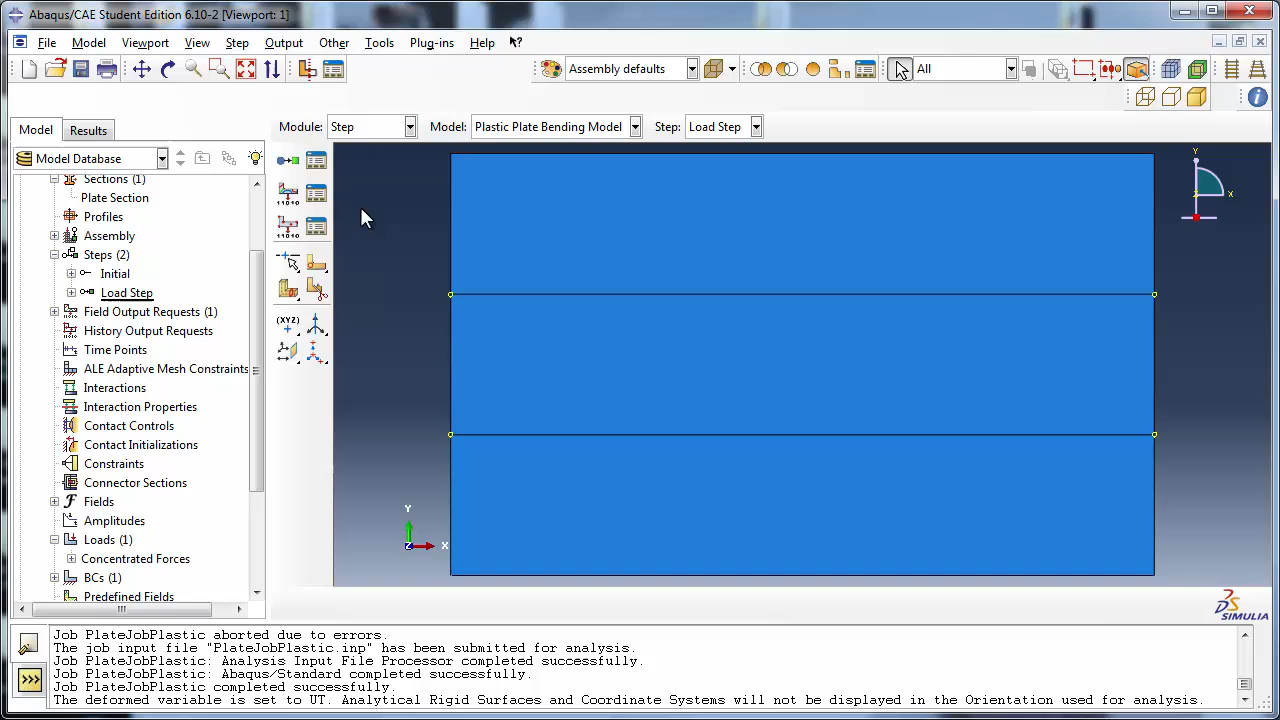 Abaqus/CAE Student Edition 6.10-2 [Viewport: 1]
File Model Viewport View Step Output Other Tools Plug-ins Help ?
Assembly defaults All
i
Model Results Module: Step Model: Plastic Plate Bending Model Step: Load Step
Model Database
Sections (1)
Plate Section
Profiles
Assembly
Steps (2)
Initial
Load Step
Field Output Requests (1)
History Output Requests
Time Points
ALE Adaptive Mesh Constraints
Interactions
Interaction Properties
Contact Controls
Contact Initializations
Constraints
Connector Sections
Fields
Amplitudes
Loads (1)
Concentrated Forces
BCs (1)
Predefined Fields
11010
11010
(XYZ)
Y
X
Y
X
Z
SIMULIA
>>>
Job PlateJobPlastic aborted due to errors.
The job input file "PlateJobPlastic.inp" has been submitted for analysis.
Job PlateJobPlastic: Analysis Input File Processor completed successfully.
Job PlateJobPlastic: Abaqus/Standard completed successfully.
Job PlateJobPlastic completed successfully.
The deformed variable is set to UT. Analytical Rigid Surfaces and Coordinate Systems will not be displayed in the Orientation used for analysis.